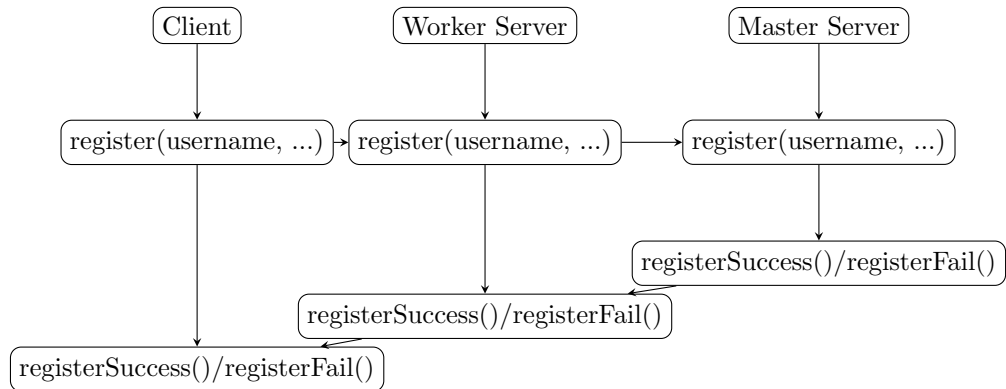 Client
Worker Server
Master Server
register(username, ...)
register(username, ...)
register(username, ...)
registerSuccess()/registerFail()
registerSuccess()/registerFail()
registerSuccess()/registerFail()